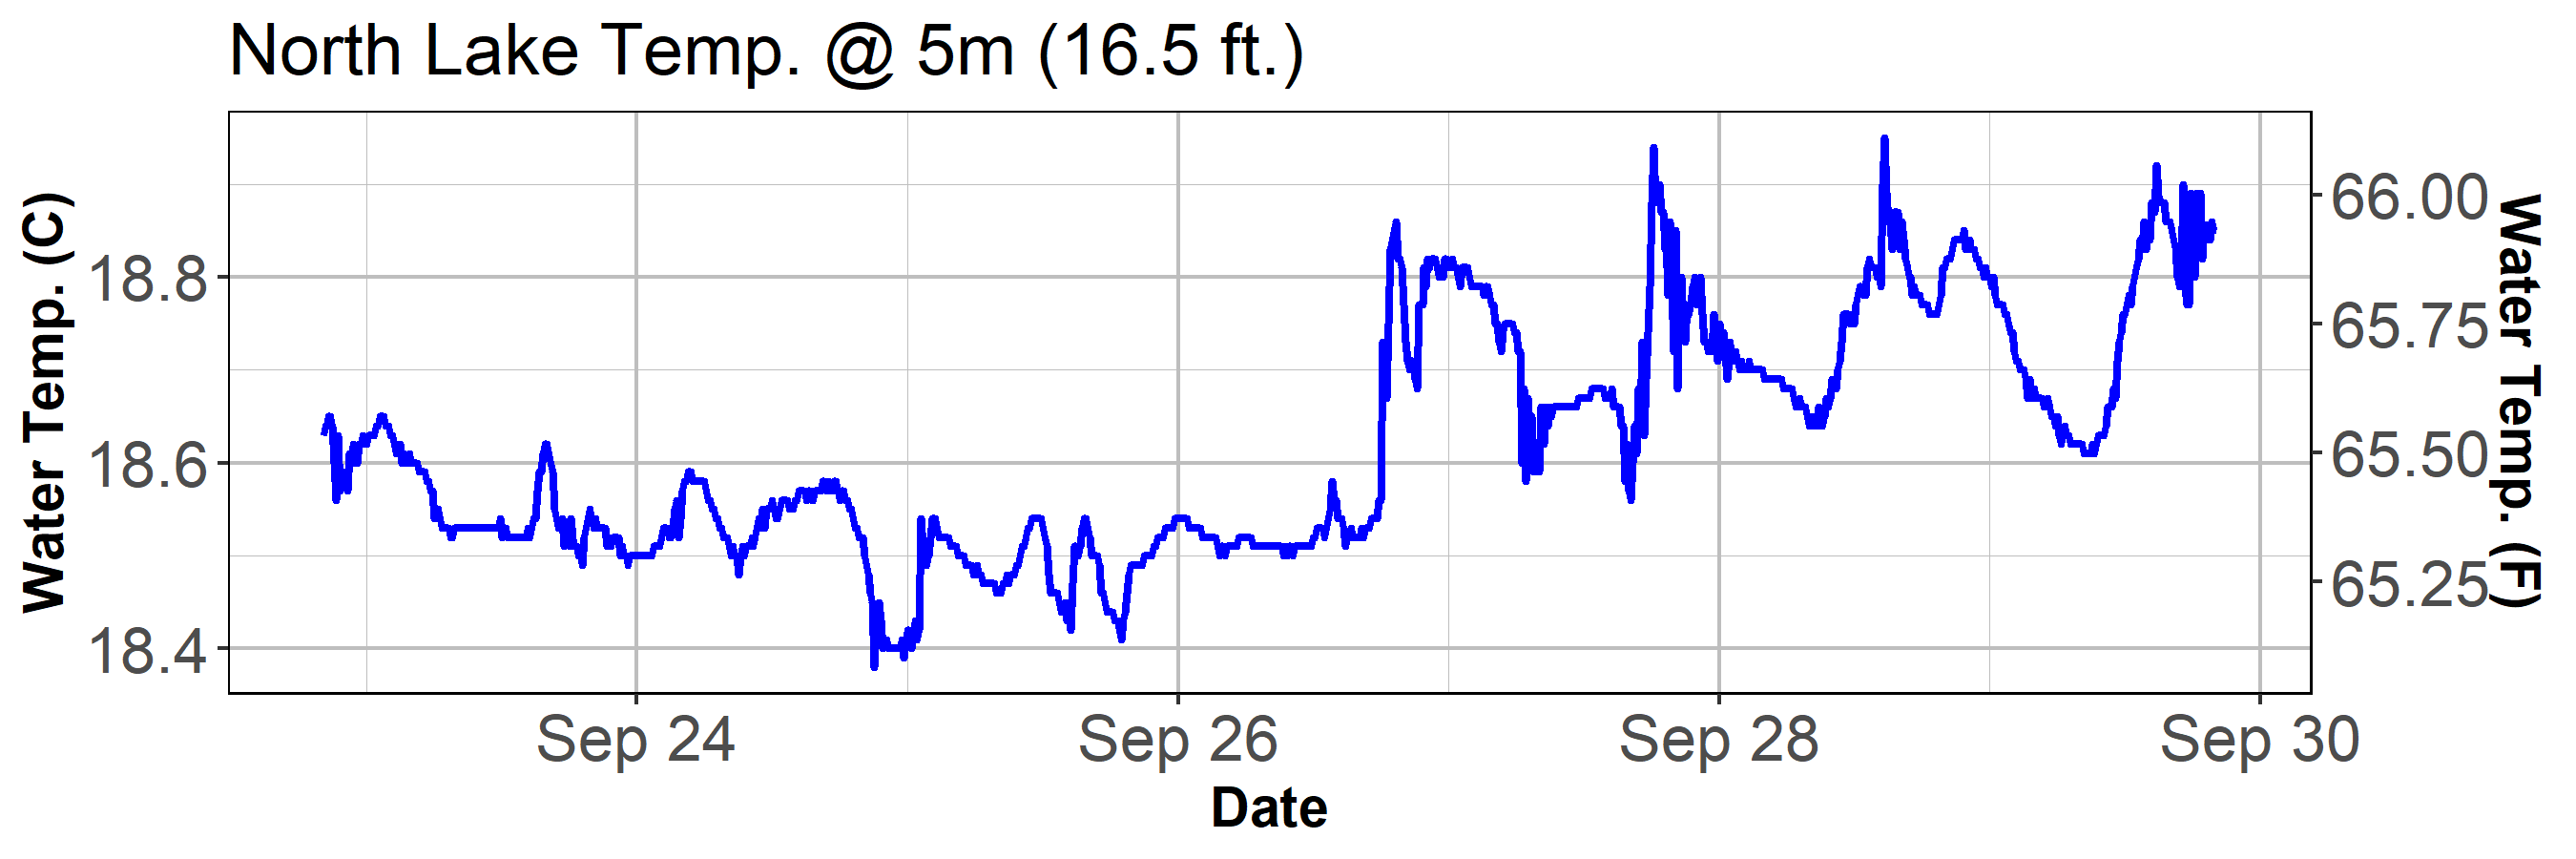 North Lake Temp. @ 5m (16.5 ft.)
Water Temp. (C)
18.8
18.6
18.4
66.00
65.75
65.50
65.25
Water Temp. (F)
Sep 24
Sep 26
Sep 28
Sep 30
Date